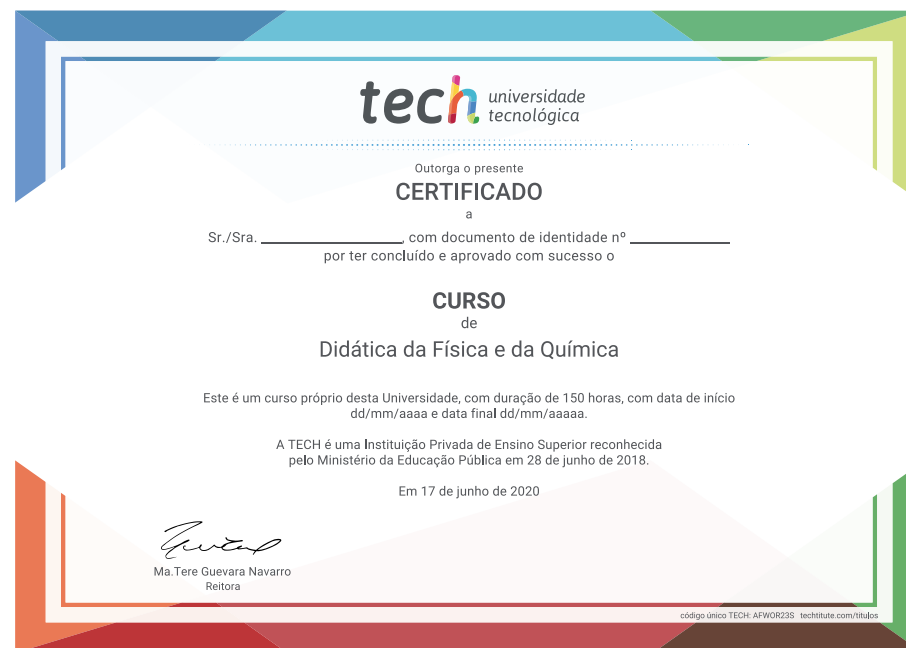 tech universidade
tecnológica
Outorga o presente
CERTIFICADO
a
Sr./Sra. ____________________, com documento de identidade nº ______________
por ter concluído e aprovado com sucesso o
CURSO
de
Didática da Física e da Química
Este é um curso próprio desta Universidade, com duração de 150 horas, com data de início
dd/mm/aaaa e data final dd/mm/aaaaa.
A TECH é uma Instituição Privada de Ensino Superior reconhecida
pelo Ministério da Educação Pública em 28 de junho de 2018.
Em 17 de junho de 2020
Ma.Tere Guevara Navarro
Reitora
código único TECH: AFWOR23S techtitute.com/titulos